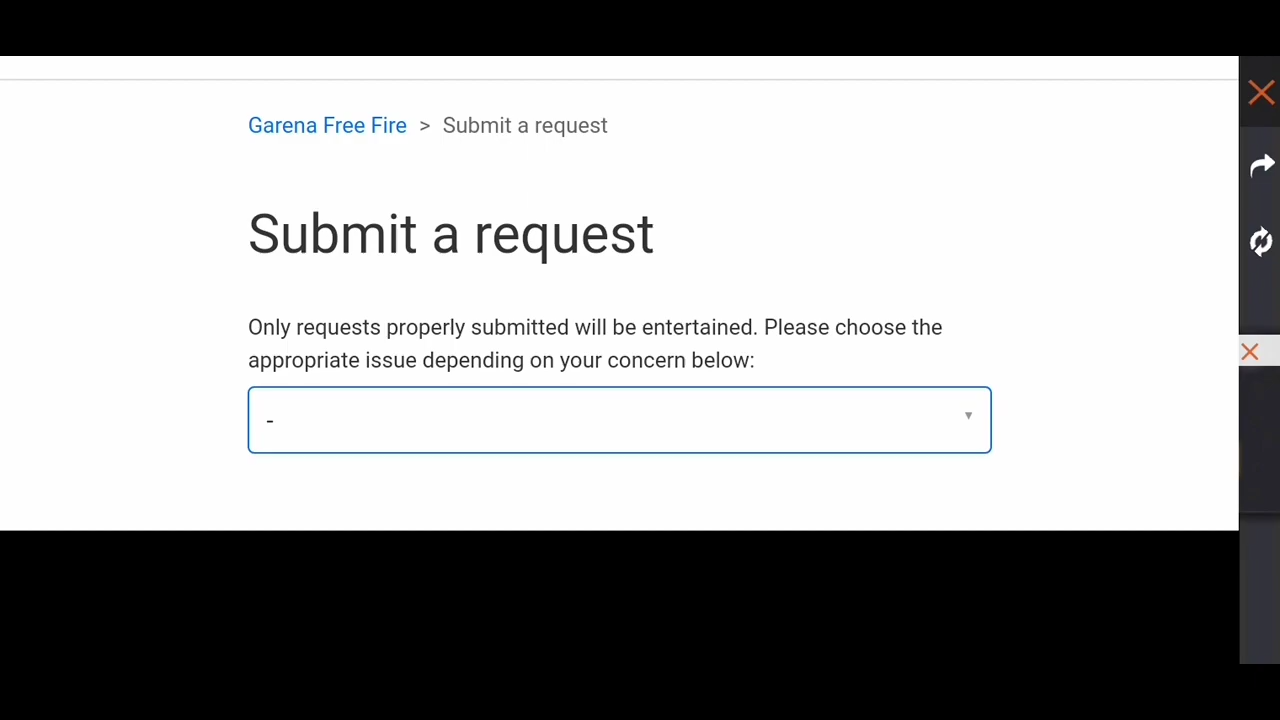 Garena Free Fire > Submit a request
Submit a request
Only requests properly submitted will be entertained. Please choose the
appropriate issue depending on your concern below:
-